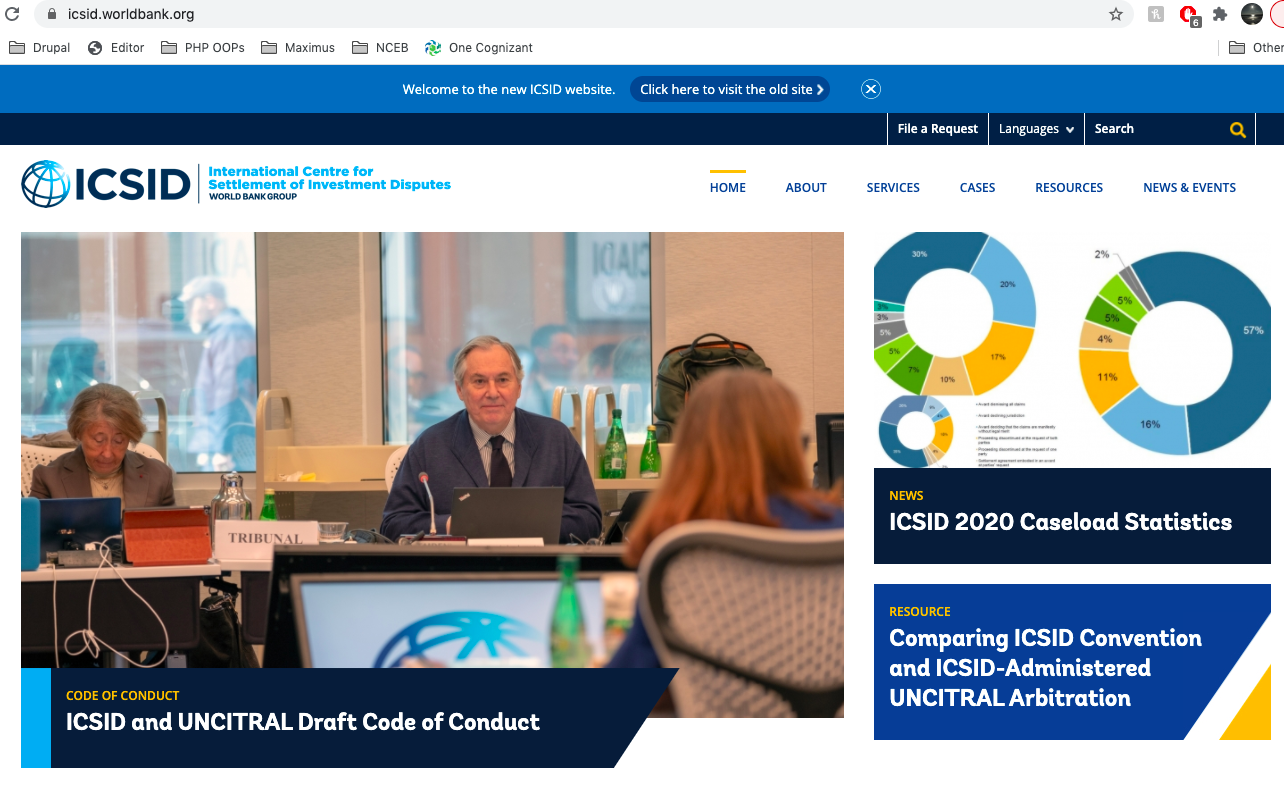 icsid.worldbank.org
6
Drupal
Editor
PHP OOPs
Maximus
NCEB
One Cognizant
Other
Welcome to the new ICSID website.
Click here to visit the old site
File a Request
Languages
Search
ICSID
International Centre for
Settlement of Investment Disputes
WORLD BANK GROUP
HOME
ABOUT
SERVICES
CASES
RESOURCES
NEWS & EVENTS
TRIBUNAL
CODE OF CONDUCT
ICSID and UNCITRAL Draft Code of Conduct
30%
20%
17%
10%
7%
5%
5%
3%
2%
57%
16%
11%
4%
5%
5%
NEWS
ICSID 2020 Caseload Statistics
RESOURCE
Comparing ICSID Convention
and ICSID-Administered
UNCITRAL Arbitration